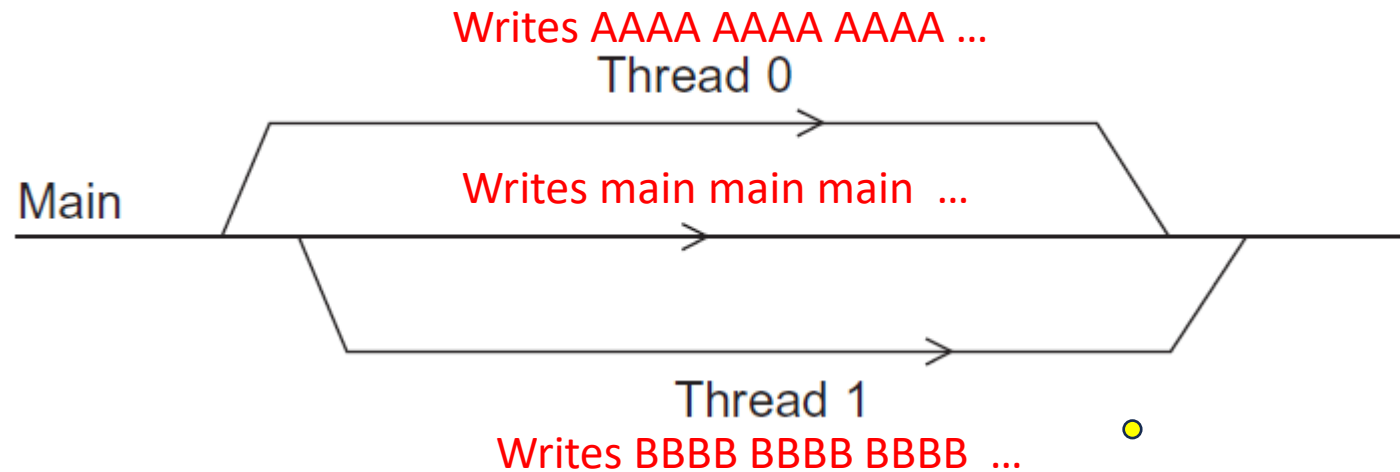 Writes AAAA AAAA AAAA ...
Thread 0
Writes main main main ...
Main
Thread 1
Writes BBBB BBBB BBBB ...